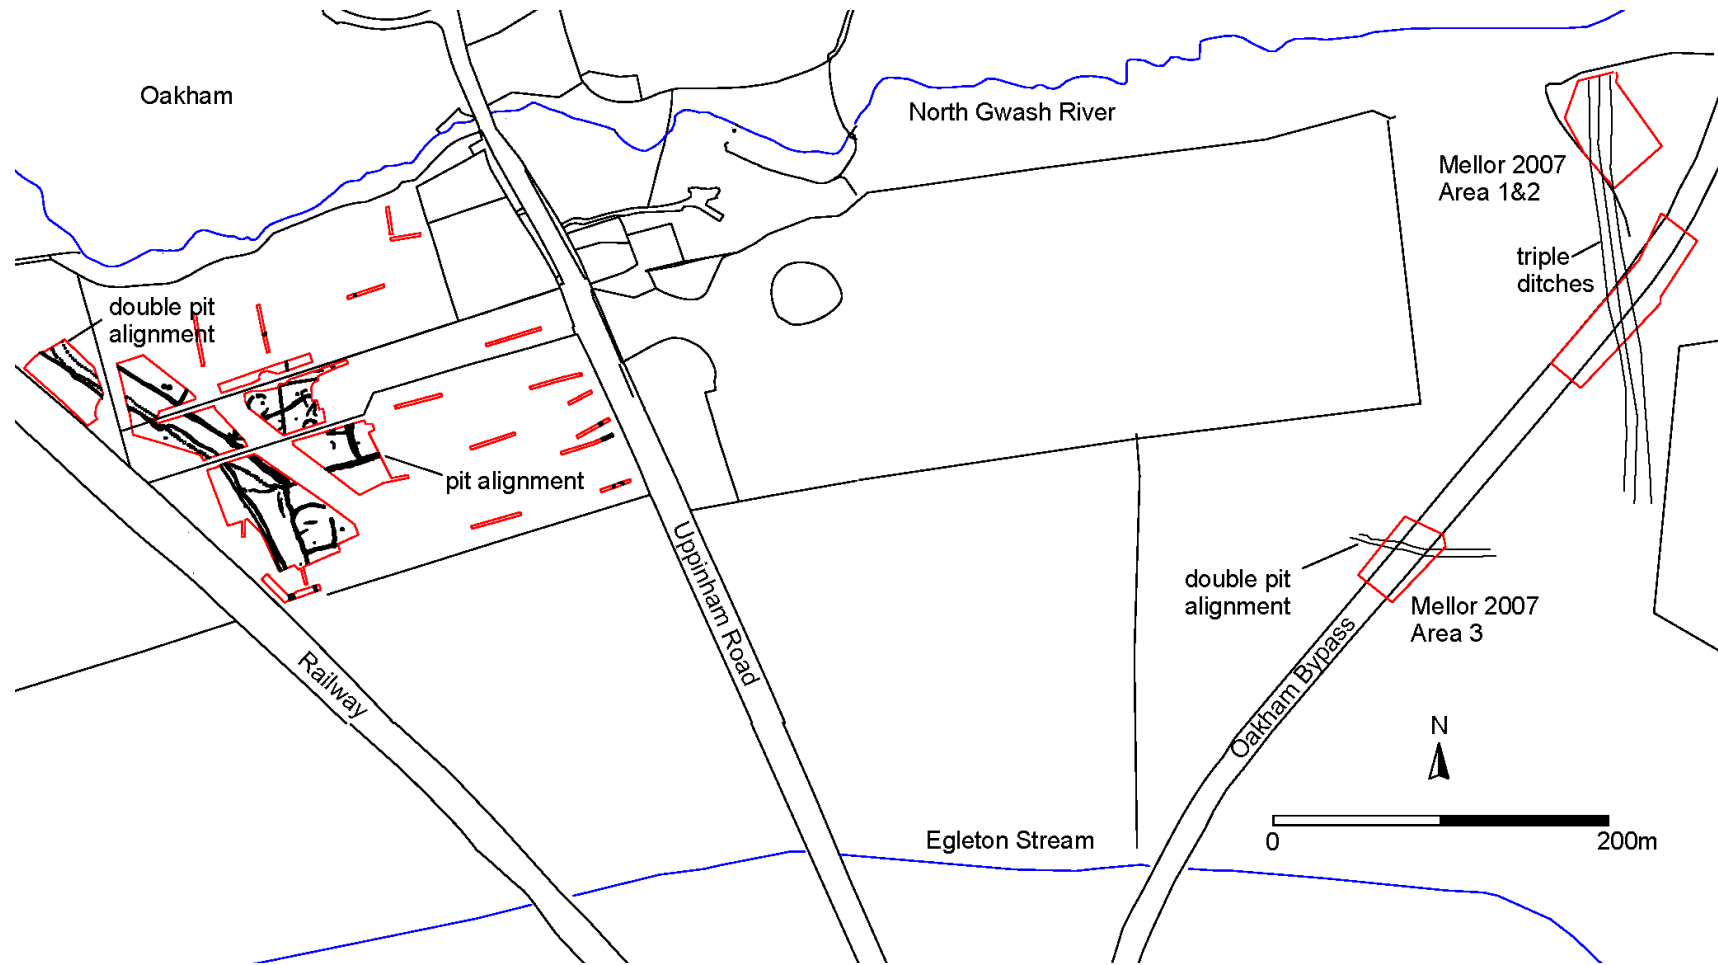 Oakham
North Gwash River
Mellor 2007
Area 1&2
triple
ditches
double pit
alignment
pit alignment
Uppinham Road
double pit
alignment
Mellor 2007
Area 3
Railway
Oakham Bypass
N
Egleton Stream
0
200m